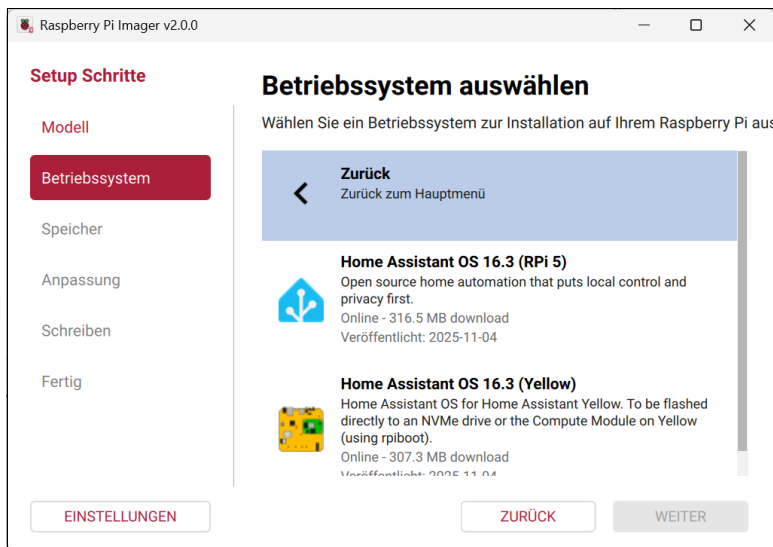 Raspberry Pi Imager v2.0.0
Setup Schritte
Modell
Betriebssystem
Speicher
Anpassung
Schreiben
Fertig
EINSTELLUNGEN
Betriebssystem auswählen
Wählen Sie ein Betriebssystem zur Installation auf Ihrem Raspberry Pi aus
Zurück
Zurück zum Hauptmenü
Home Assistant OS 16.3 (RPi 5)
Open source home automation that puts local control and
privacy first.
Online - 316.5 MB download
Veröffentlicht: 2025-11-04
Home Assistant OS 16.3 (Yellow)
Home Assistant OS for Home Assistant Yellow. To be flashed
directly to an NVMe drive or the Compute Module on Yellow
(using rpiboot).
Online - 307.3 MB download
Veröffentlicht: 2025-11-04
ZURÜCK
WEITER